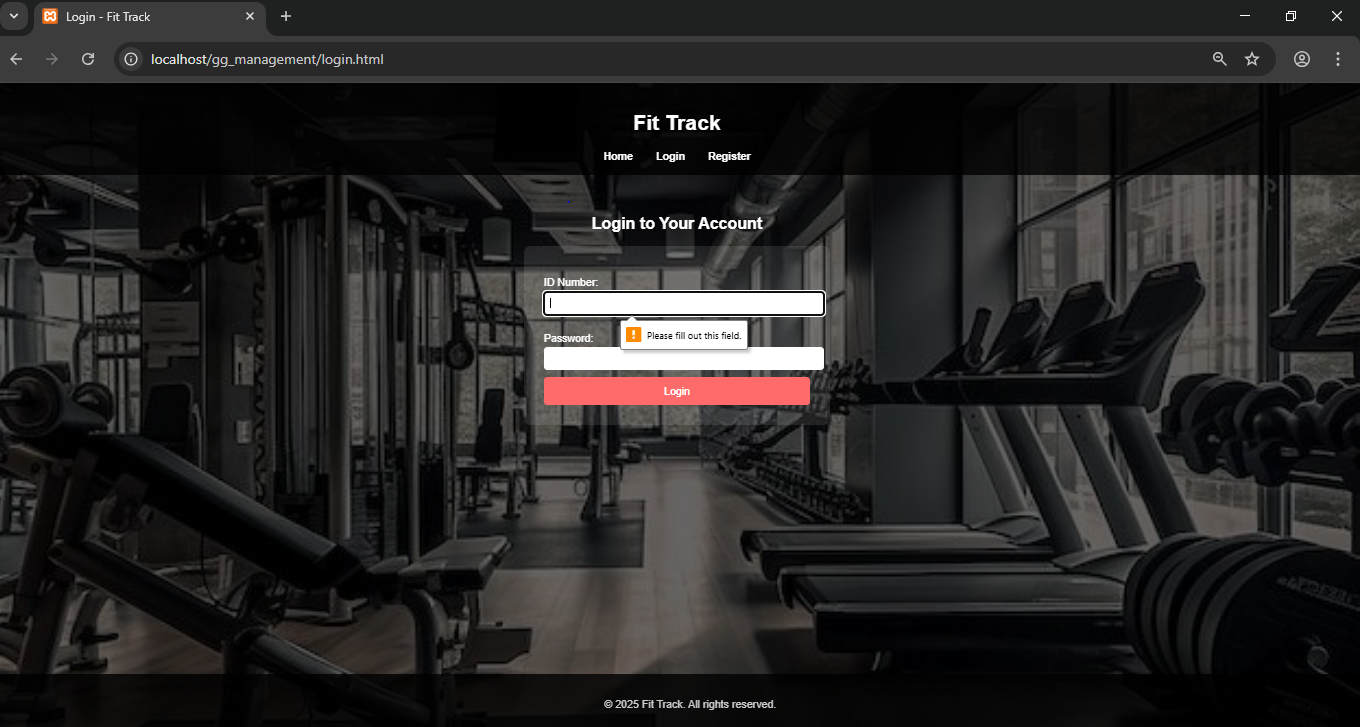 Login - Fit Track
localhost/gg_management/login.html
Fit Track
Home Login Register
Login to Your Account
ID Number:
Please fill out this field.
Password:
Login
© 2025 Fit Track. All rights reserved.